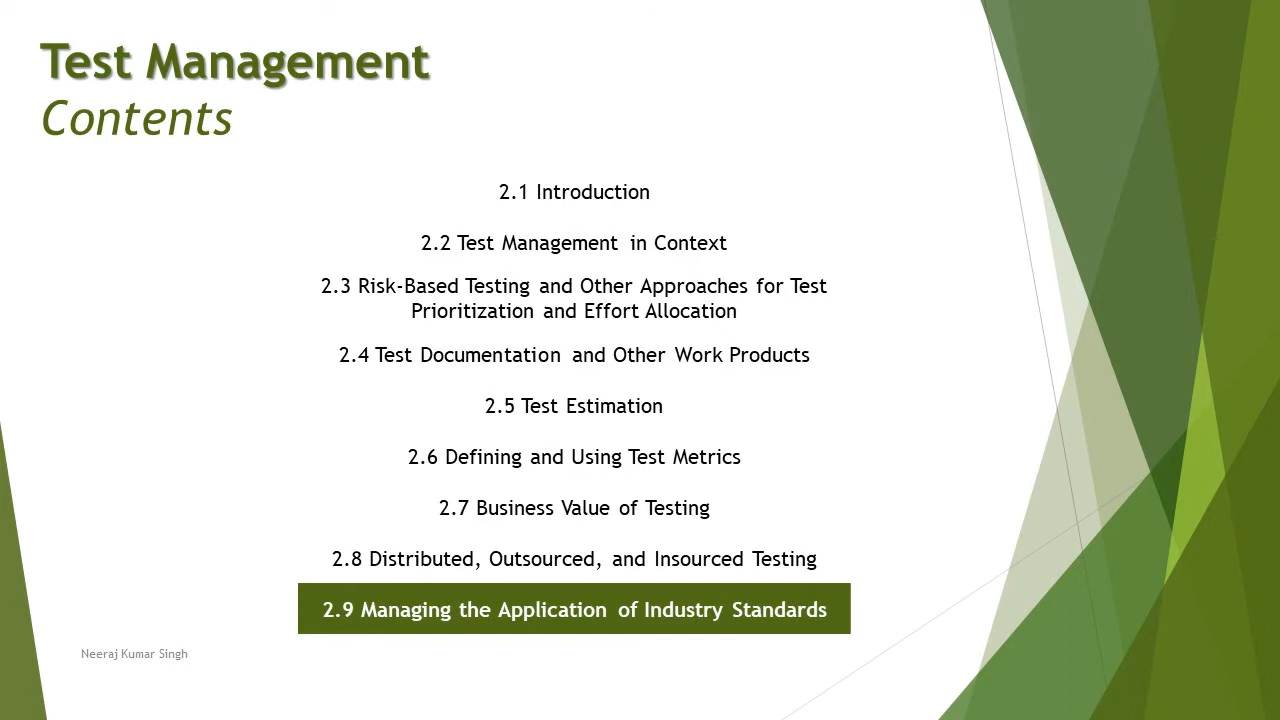 Test Management
Contents
2.1 Introduction
2.2 Test Management in Context
2.3 Risk-Based Testing and Other Approaches for Test
Prioritization and Effort Allocation
2.4 Test Documentation and Other Work Products
2.5 Test Estimation
2.6 Defining and Using Test Metrics
2.7 Business Value of Testing
2.8 Distributed, Outsourced, and Insourced Testing
2.9 Managing the Application of Industry Standards
Neeraj Kumar Singh